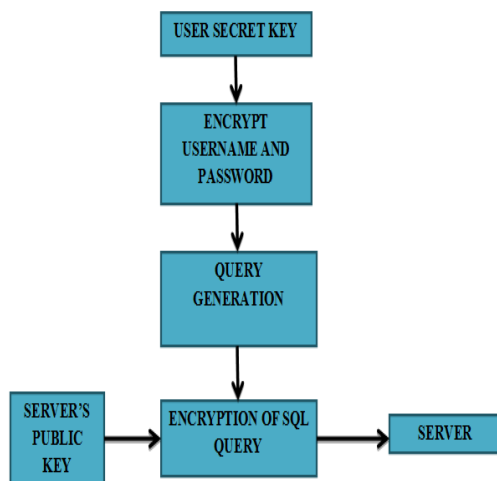 USER SECRET KEY
ENCRYPT
USERNAME AND
PASSWORD
QUERY
GENERATION
SERVER'S
PUBLIC
KEY
ENCRYPTION OF SQL
QUERY
SERVER